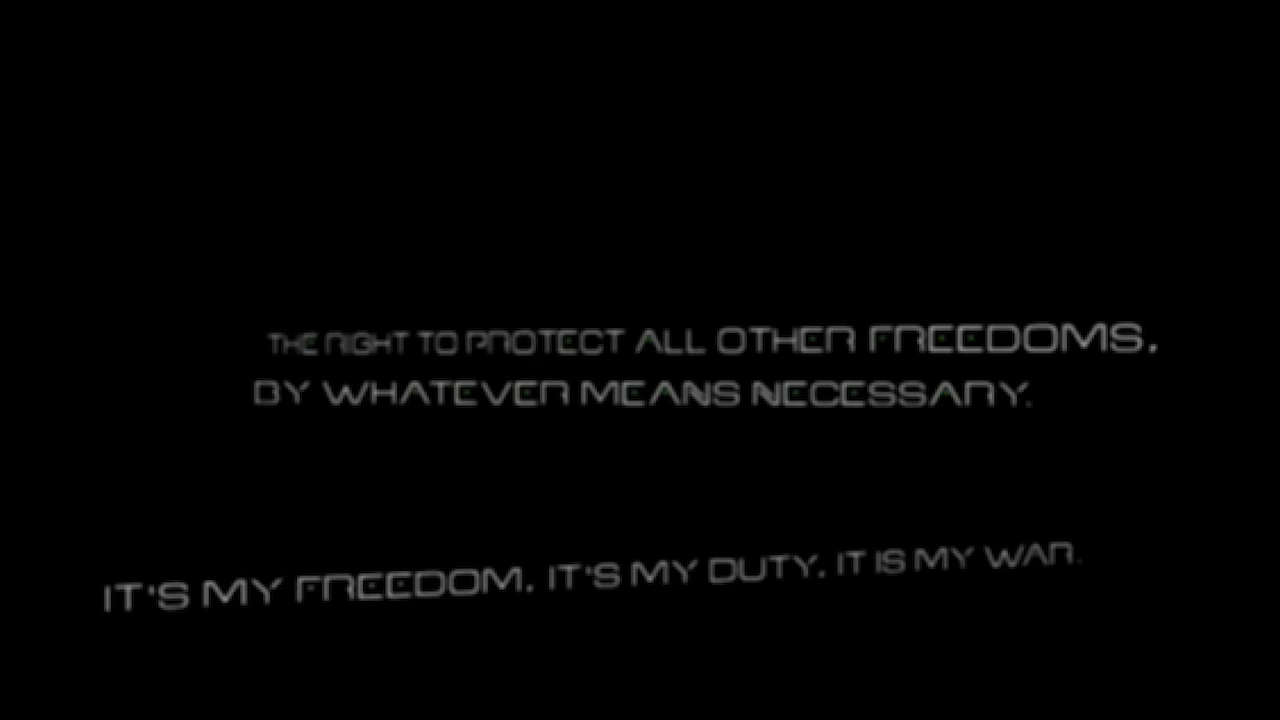 THE RIGHT TO PROTECT ALL OTHER FREEDOMS,
BY WHATEVER MEANS NECESSARY.
IT'S MY FREEDOM. IT'S MY DUTY. IT IS MY WAR.